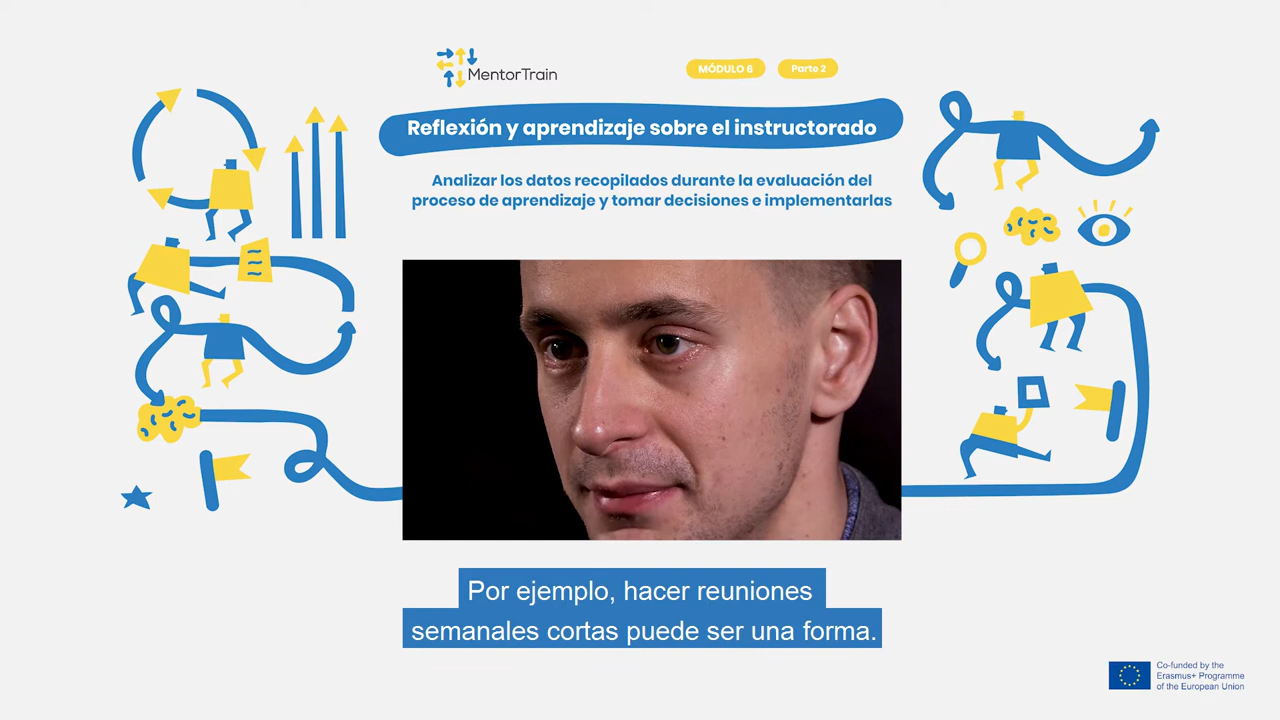 MentorTrain
MÓDULO 6
Parte 2
Reflexión y aprendizaje sobre el instructorado
Analizar los datos recopilados durante la evaluación del
proceso de aprendizaje y tomar decisiones e implementarlas
Por ejemplo, hacer reuniones
semanales cortas puede ser una forma.
Co-funded by the
Erasmus+ Programme
of the European Union